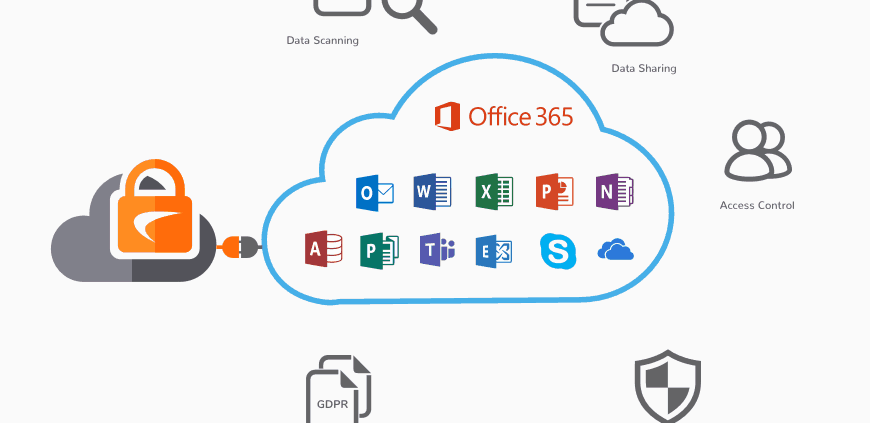 Data Scanning
Data Sharing
Office 365
Access Control
O
W
X
P
N
A
P
T
E
S
GDPR